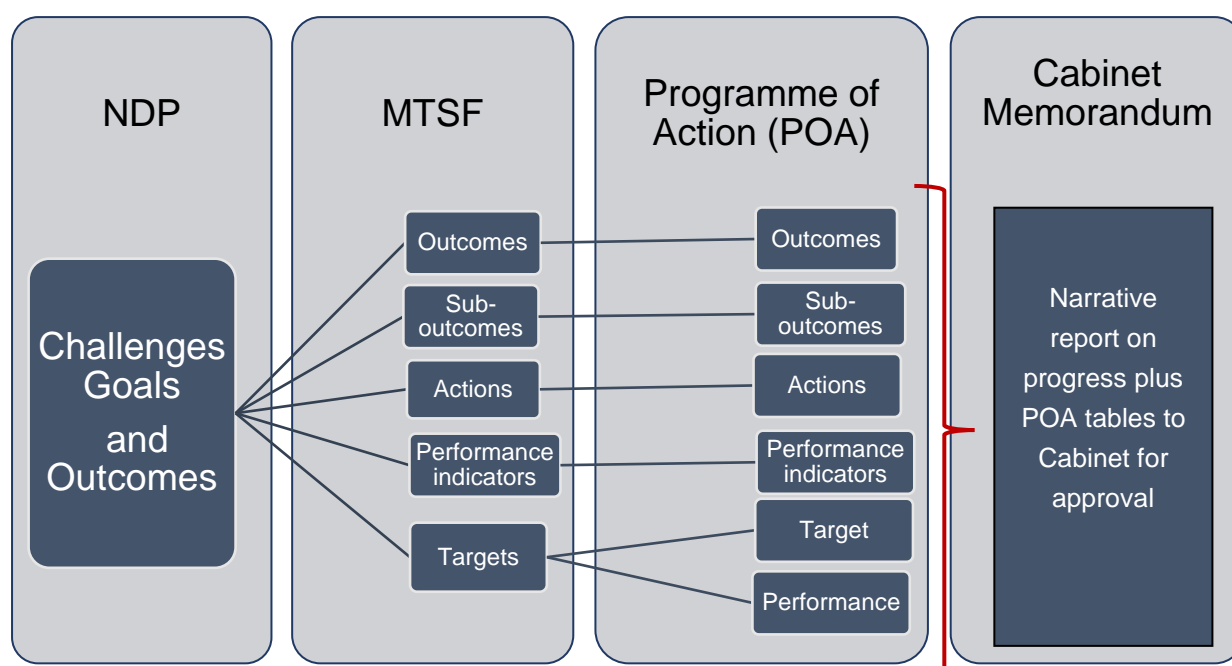 NDP
Challenges
Goals
and
Outcomes
MTSF
Outcomes
Sub-
outcomes
Actions
Performance
indicators
Targets
Programme of
Action (POA)
Outcomes
Sub-
outcomes
Actions
Performance
indicators
Target
Performance
Cabinet
Memorandum
Narrative
report on
progress plus
POA tables to
Cabinet for
approval